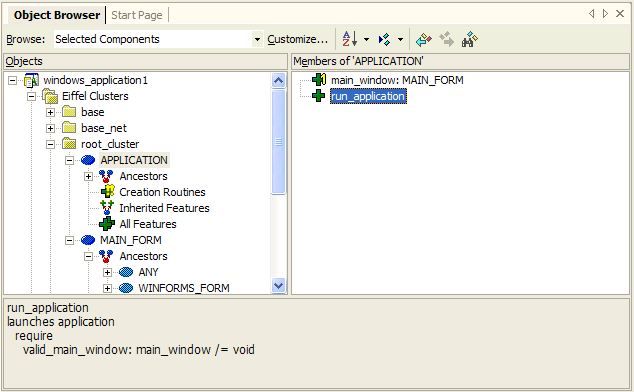 Object Browser Start Page
Browse: Selected Components Customize...
Objects
windows_application1
Eiffel Clusters
base
base_net
root_cluster
APPLICATION
Ancestors
Creation Routines
Inherited Features
All Features
MAIN_FORM
Ancestors
ANY
WINFORMS_FORM
Members of 'APPLICATION'
main_window: MAIN_FORM
run_application
run_application
launches application
require
valid_main_window: main_window /= void